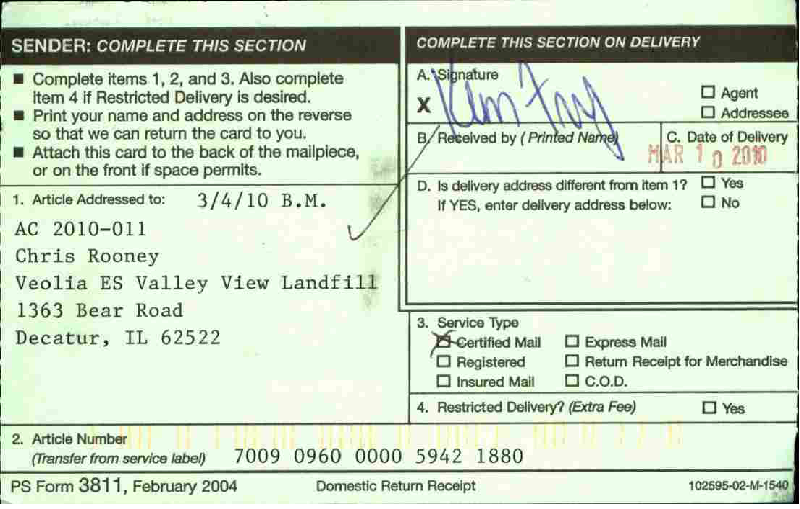 SENDER: COMPLETE THIS SECTION
■ Complete items 1, 2, and 3. Also complete
item 4 if Restricted Delivery is desired.
■ Print your name and address on the reverse
so that we can return the card to you.
■ Attach this card to the back of the mailpiece,
or on the front if space permits.
1. Article Addressed to: 3/4/10 B.M.
AC 2010-011
Chris Rooney
Veolia ES Valley View Landfill
1363 Bear Road
Decatur, IL 62522
2. Article Number
(Transfer from service label) 7009 0960 0000 5942 1880
COMPLETE THIS SECTION ON DELIVERY
A. Signature
X
☐ Agent
☐ Addressee
B. Received by (Printed Name)
C. Date of Delivery
MAR 10 2010
D. Is delivery address different from item 1? ☐ Yes
If YES, enter delivery address below: ☐ No
3. Service Type
☒ Certified Mail ☐ Express Mail
☐ Registered ☐ Return Receipt for Merchandise
☐ Insured Mail ☐ C.O.D.
4. Restricted Delivery? (Extra Fee) ☐ Yes
PS Form 3811, February 2004 Domestic Return Receipt 102595-02-M-1540